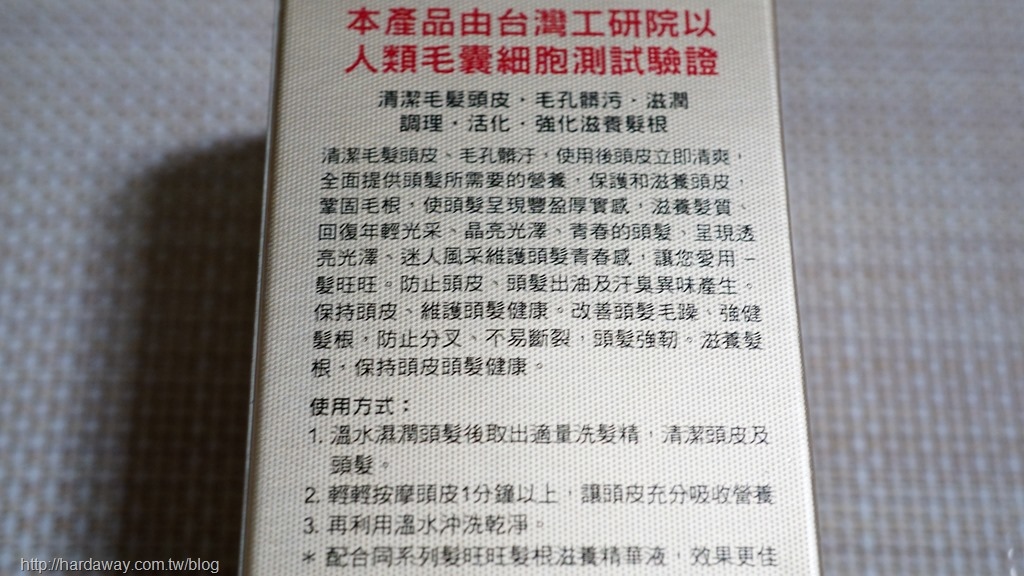 本產品由台灣工研院以
人類毛囊細胞測試驗證
清潔毛髮頭皮．毛孔髒污．滋潤
調理．活化．強化滋養髮根
清潔毛髮頭皮、毛孔髒汙，使用後頭皮立即清爽，
全面提供頭髮所需要的營養，保護和滋養頭皮，
鞏固毛根，使頭髮呈現豐盈厚實感，滋養髮質、
回復年輕光采、晶亮光澤、青春的頭髮、呈現透
亮光澤、迷人風采維護頭髮青春感，讓您愛用 –
髮旺旺。防止頭皮、頭髮出油及汗臭異味產生。
保持頭皮、維護頭髮健康。改善頭髮毛躁、強健
髮根，防止分叉、不易斷裂，頭髮強韌。滋養髮
根，保持頭皮頭髮健康。
使用方式：
1. 溫水濕潤頭髮後取出適量洗髮精，清潔頭皮及
頭髮。
2. 輕輕按摩頭皮1分鐘以上，讓頭皮充分吸收營養
3. 再利用溫水沖洗乾淨。
＊ 配合同系列髮旺旺髮根滋養精華液，效果更佳
http://hardaway.com.tw/blog